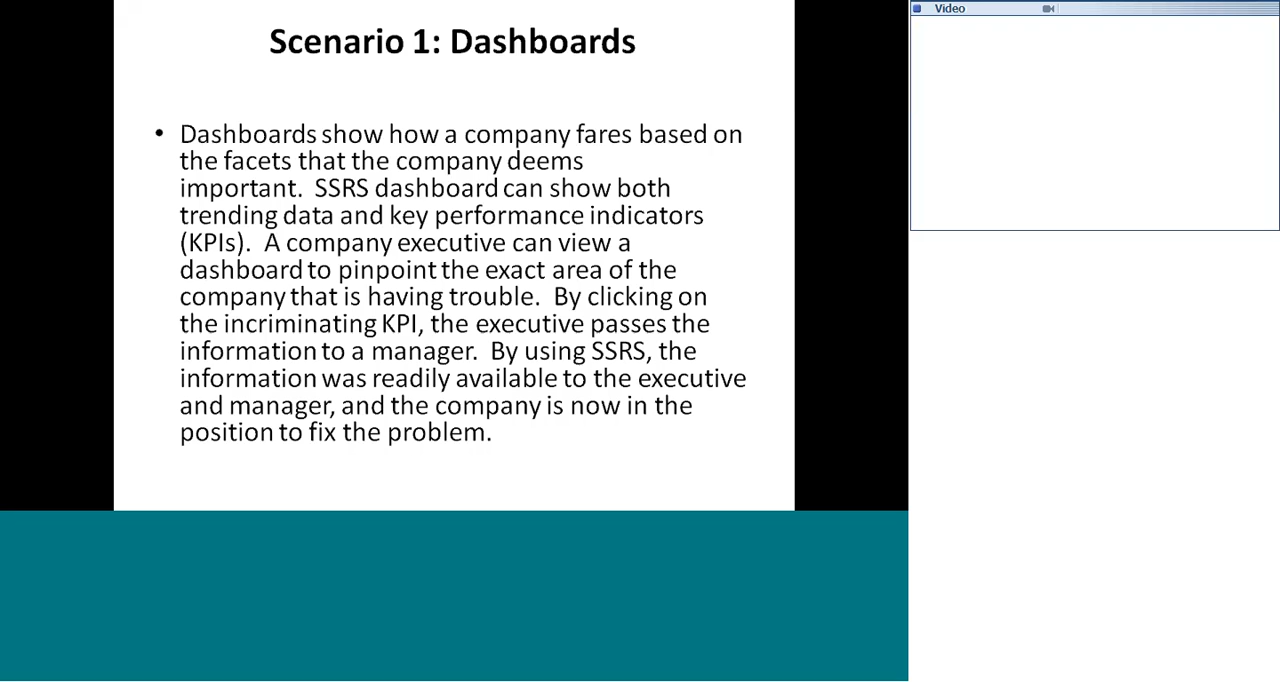 Scenario 1: Dashboards
Video
• Dashboards show how a company fares based on
the facets that the company deems
important.  SSRS dashboard can show both
trending data and key performance indicators
(KPIs).  A company executive can view a
dashboard to pinpoint the exact area of the
company that is having trouble.  By clicking on
the incriminating KPI, the executive passes the
information to a manager.  By using SSRS, the
information was readily available to the executive
and manager, and the company is now in the
position to fix the problem.